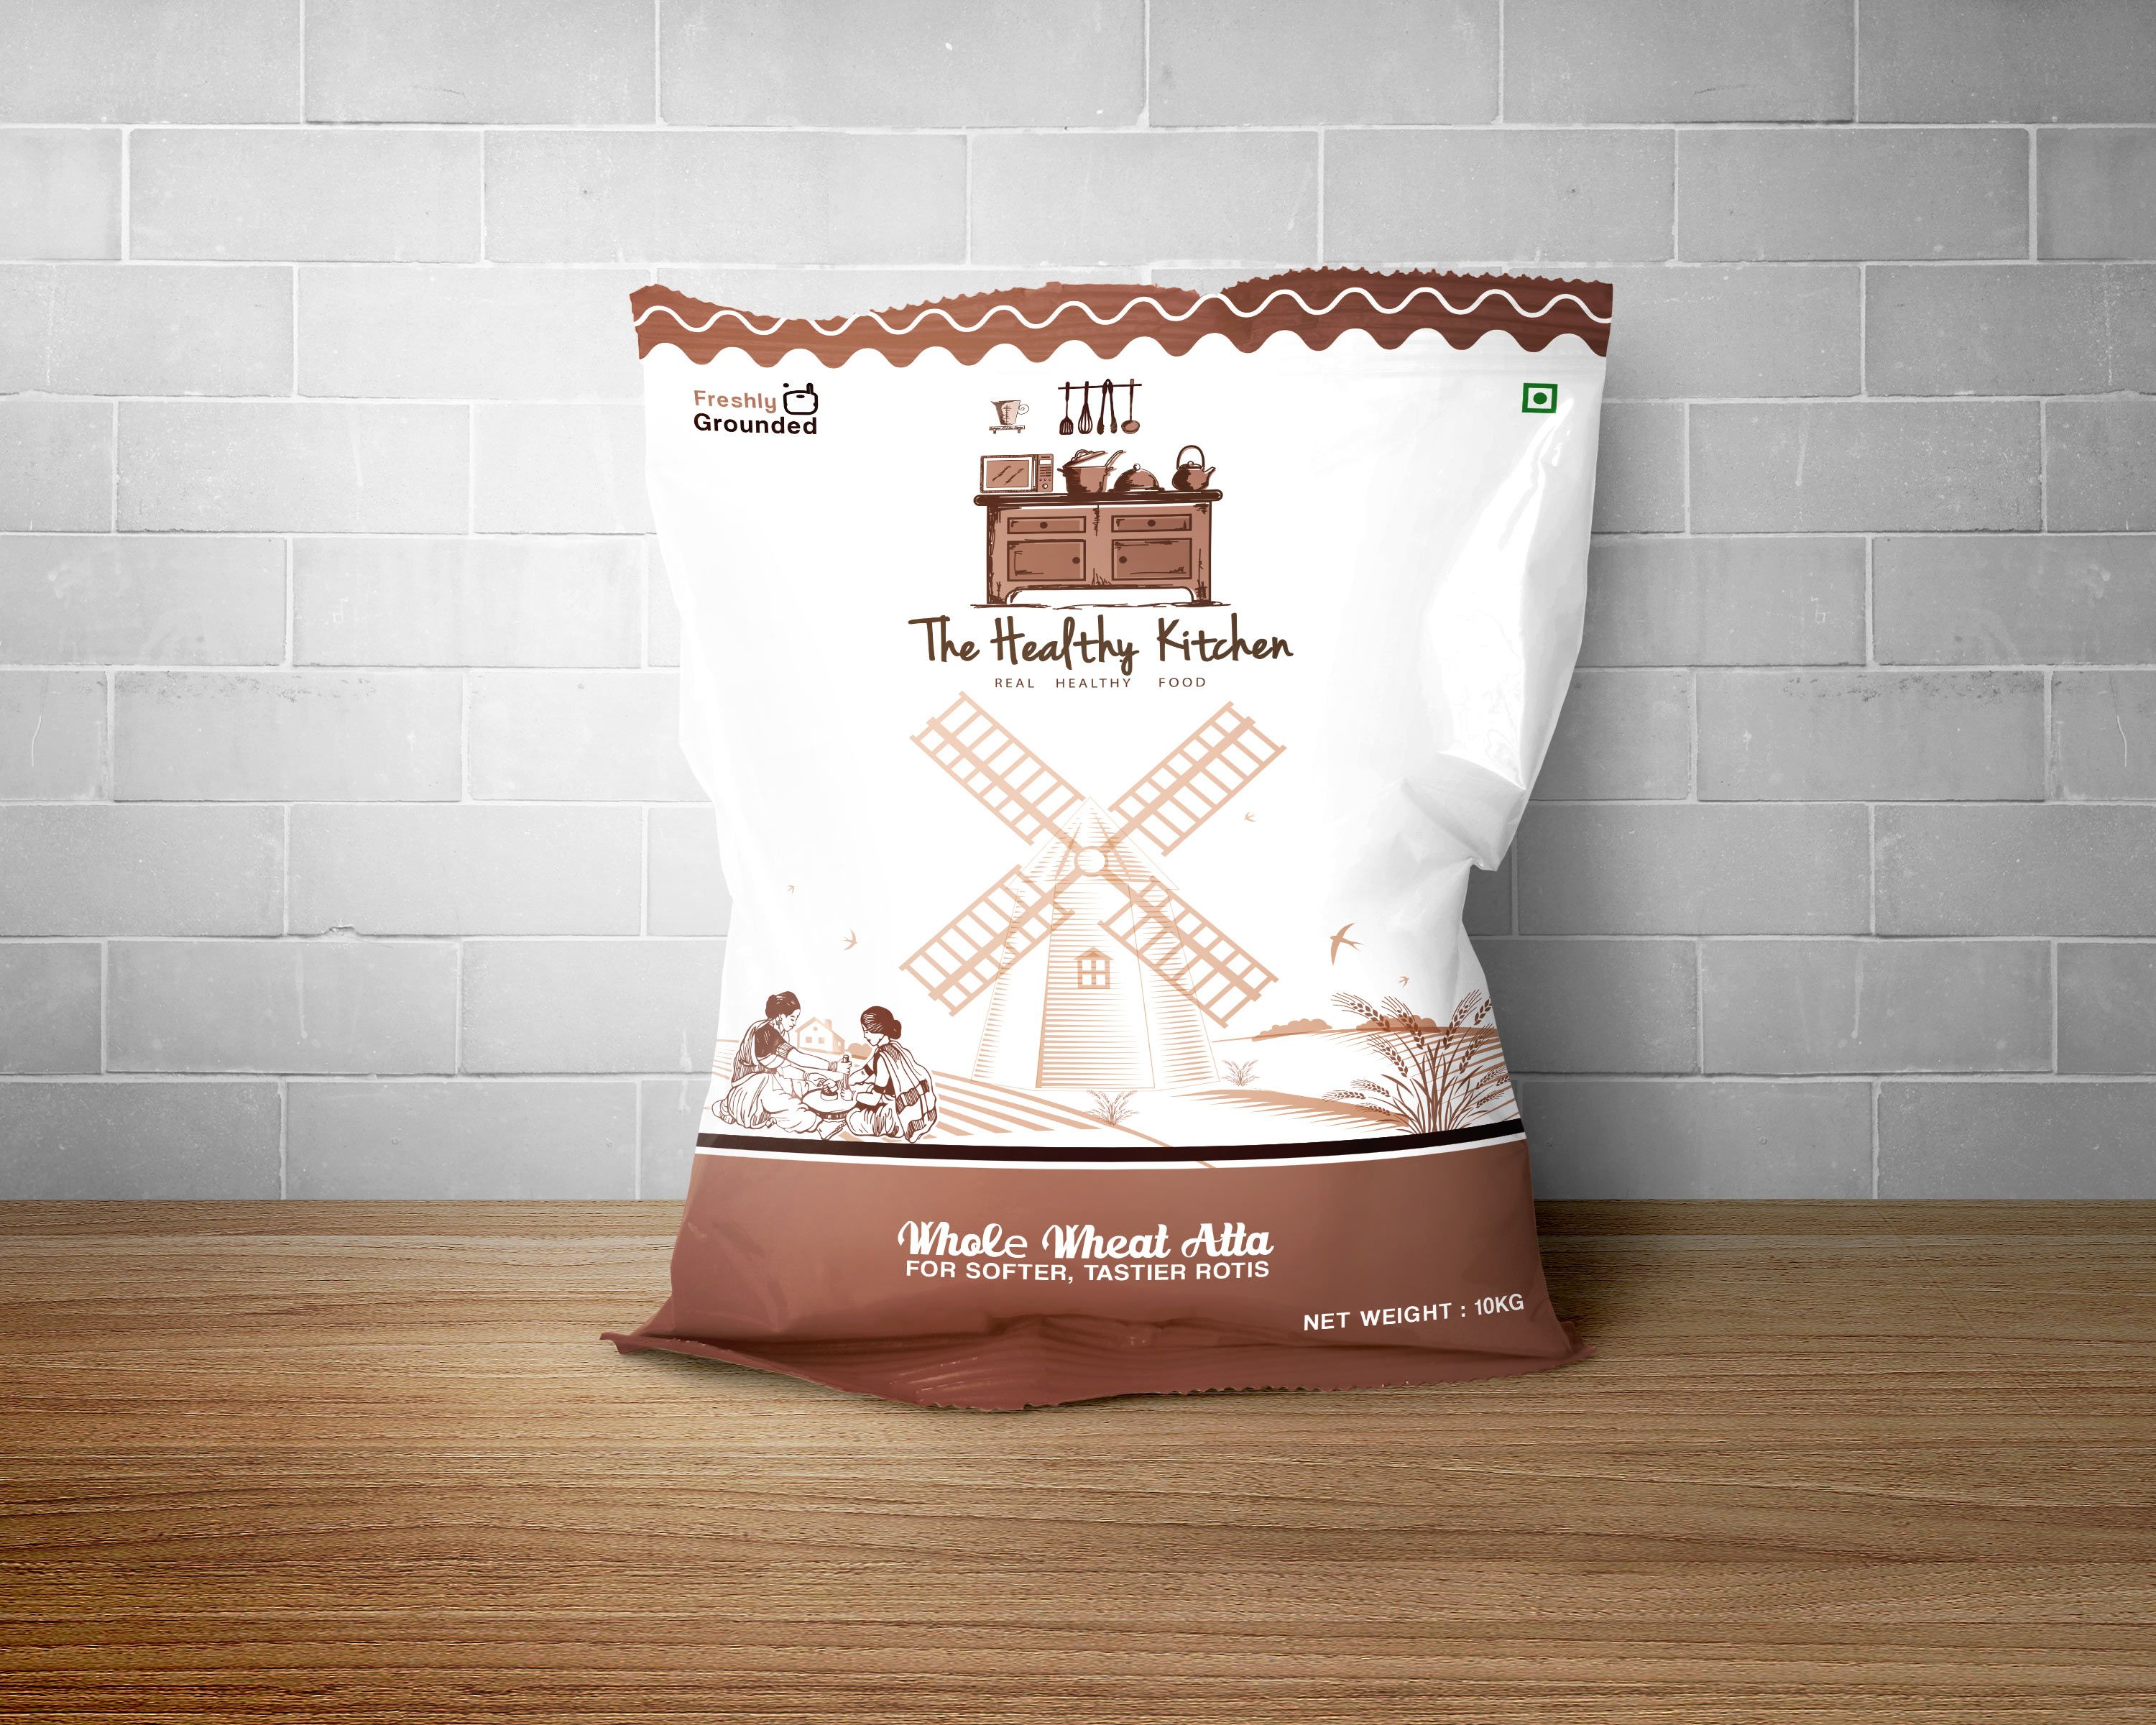 Freshly
Grounded
The Healthy Kitchen
REAL HEALTHY FOOD
Whole Wheat Atta
FOR SOFTER, TASTIER ROTIS
NET WEIGHT : 10KG